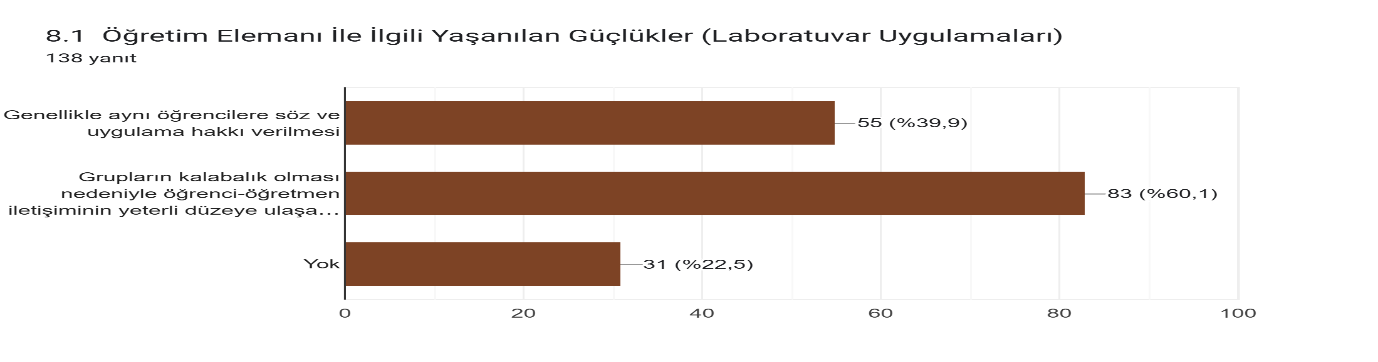 8.1 Öğretim Elemanı İle İlgili Yaşanılan Güçlükler (Laboratuvar Uygulamaları)
138 yanıt
Genellikle aynı öğrencilere söz ve
uygulama hakkı verilmesi
55 (%39,9)
Grupların kalabalık olması
nedeniyle öğrenci-öğretmen
iletişiminin yeterli düzeye ulaşa...
83 (%60,1)
Yok
31 (%22,5)
0 20 40 60 80 100